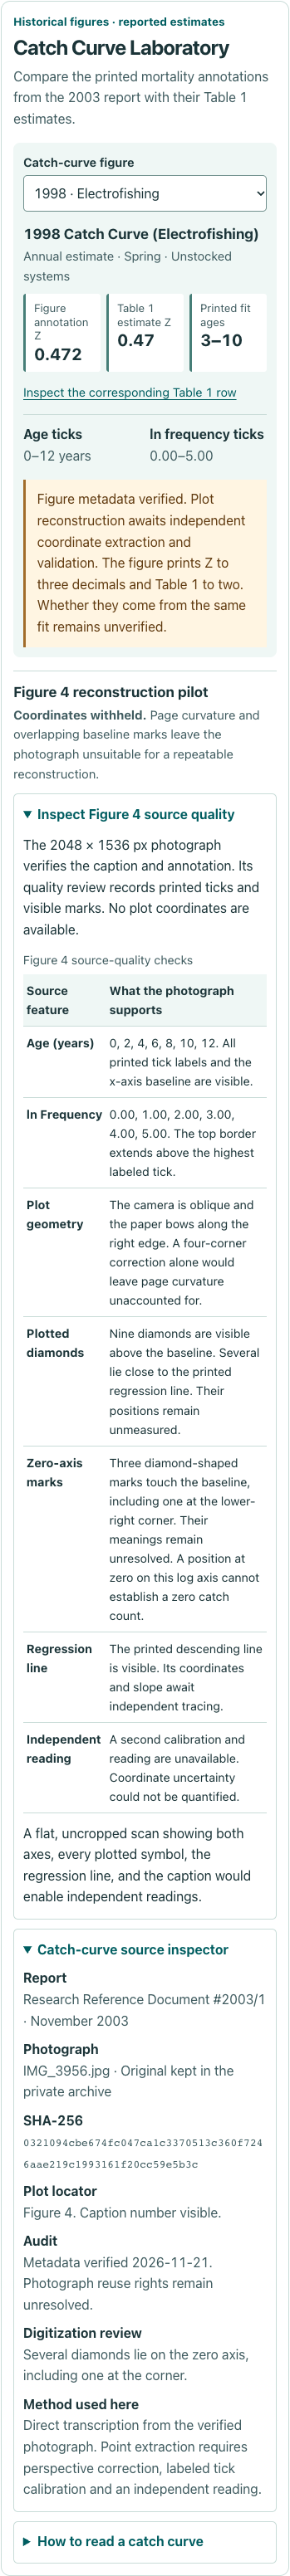 Historical figures · reported estimates
Catch Curve Laboratory
Compare the printed mortality annotations
from the 2003 report with their Table 1
estimates.
Catch-curve figure
1998 · Electrofishing
1998 Catch Curve (Electrofishing)
Annual estimate · Spring · Unstocked
systems
Figure
annotation
Z
0.472
Table 1
estimate Z
0.47
Printed fit
ages
3–10
Inspect the corresponding Table 1 row
Age ticks
0–12 years
ln frequency ticks
0.00–5.00
Figure metadata verified. Plot
reconstruction awaits independent
coordinate extraction and
validation. The figure prints Z to
three decimals and Table 1 to two.
Whether they come from the same
fit remains unverified.
Figure 4 reconstruction pilot
Coordinates withheld. Page curvature and
overlapping baseline marks leave the
photograph unsuitable for a repeatable
reconstruction.
▼ Inspect Figure 4 source quality
The 2048 × 1536 px photograph
verifies the caption and annotation. Its
quality review records printed ticks and
visible marks. No plot coordinates are
available.
Figure 4 source-quality checks
Source
feature
What the photograph
supports
Age (years)
0, 2, 4, 6, 8, 10, 12. All
printed tick labels and the
x-axis baseline are visible.
ln Frequency
0.00, 1.00, 2.00, 3.00,
4.00, 5.00. The top border
extends above the highest
labeled tick.
Plot
geometry
The camera is oblique and
the paper bows along the
right edge. A four-corner
correction alone would
leave page curvature
unaccounted for.
Plotted
diamonds
Nine diamonds are visible
above the baseline. Several
lie close to the printed
regression line. Their
positions remain
unmeasured.
Zero-axis
marks
Three diamond-shaped
marks touch the baseline,
including one at the lower-
right corner. Their
meanings remain
unresolved. A position at
zero on this log axis cannot
establish a zero catch
count.
Regression
line
The printed descending line
is visible. Its coordinates
and slope await
independent tracing.
Independent
reading
A second calibration and
reading are unavailable.
Coordinate uncertainty
could not be quantified.
A flat, uncropped scan showing both
axes, every plotted symbol, the
regression line, and the caption would
enable independent readings.
▼ Catch-curve source inspector
Report
Research Reference Document #2003/1
· November 2003
Photograph
IMG_3956.jpg · Original kept in the
private archive
SHA-256
0321094cbe674fc047ca1c3370513c360f724
6aae219c1993161f20cc59e5b3c
Plot locator
Figure 4. Caption number visible.
Audit
Metadata verified 2026-11-21.
Photograph reuse rights remain
unresolved.
Digitization review
Several diamonds lie on the zero axis,
including one at the corner.
Method used here
Direct transcription from the verified
photograph. Point extraction requires
perspective correction, labeled tick
calibration and an independent reading.
▶ How to read a catch curve